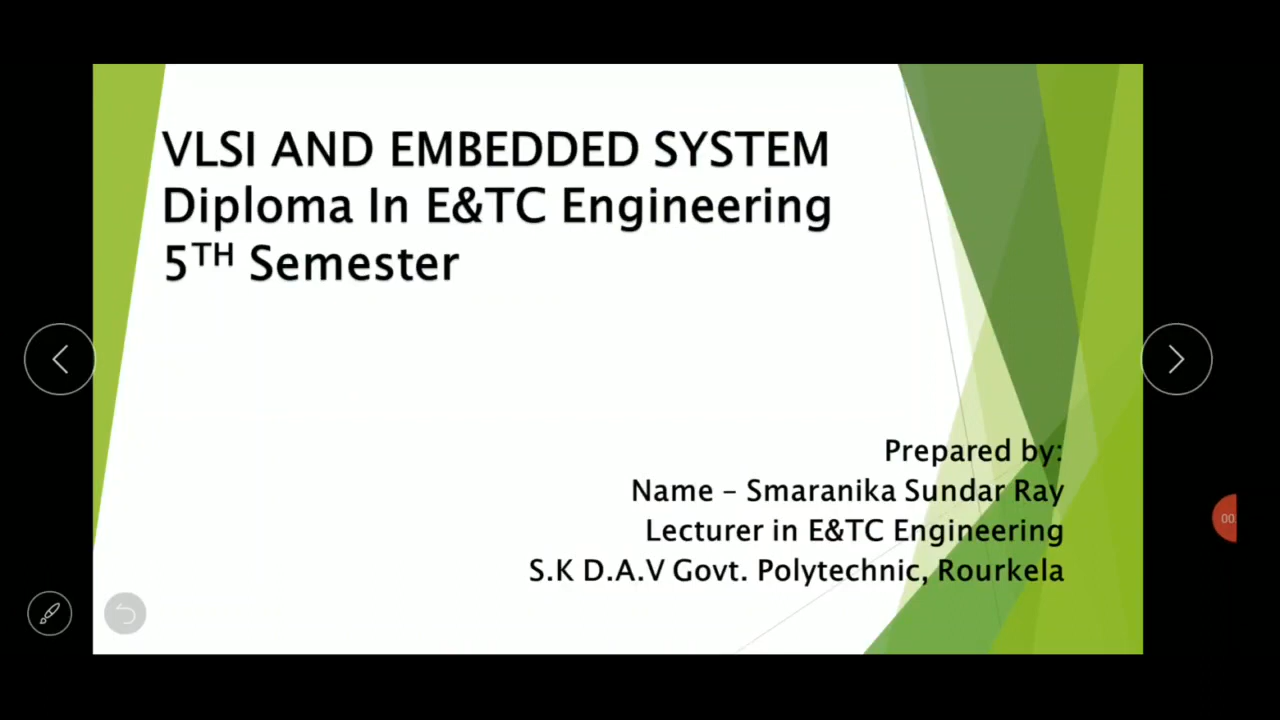 VLSI AND EMBEDDED SYSTEM
Diploma In E&TC Engineering
5TH Semester
Prepared by:
Name – Smaranika Sundar Ray
Lecturer in E&TC Engineering
S.K D.A.V Govt. Polytechnic, Rourkela
00